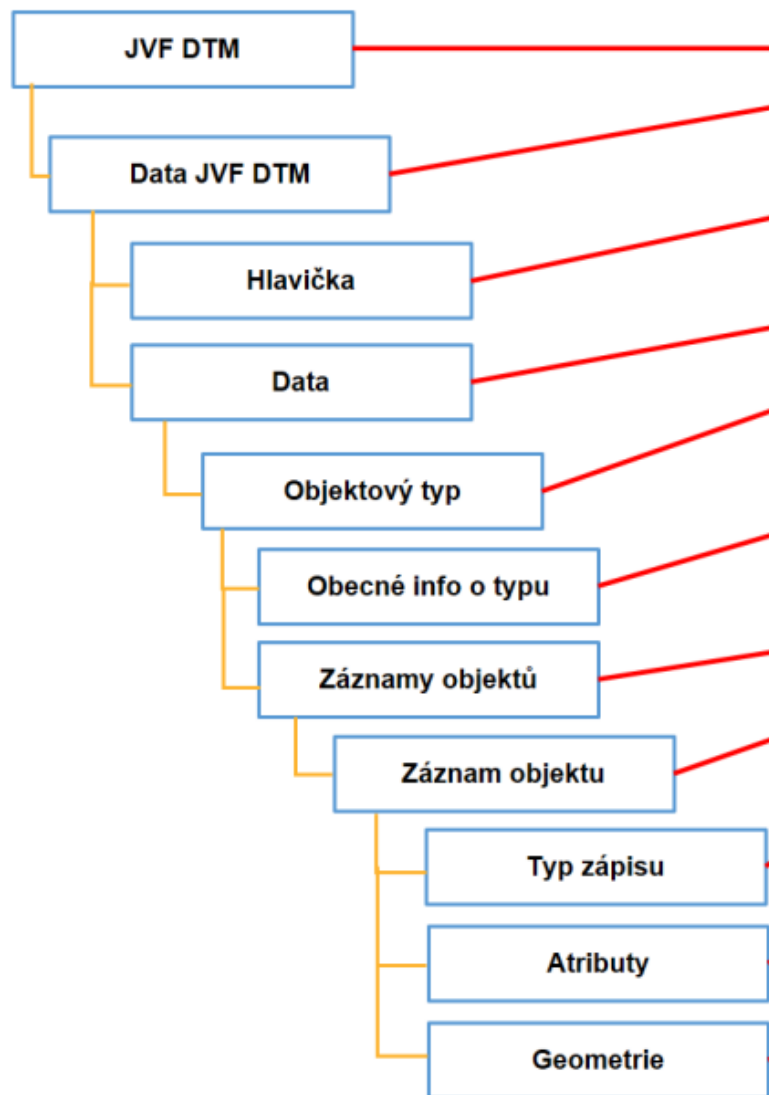 JVF DTM
Data JVF DTM
Hlavička
Data
Objektový typ
Obecné info o typu
Záznamy objektů
Záznam objektu
Typ zápisu
Atributy
Geometrie